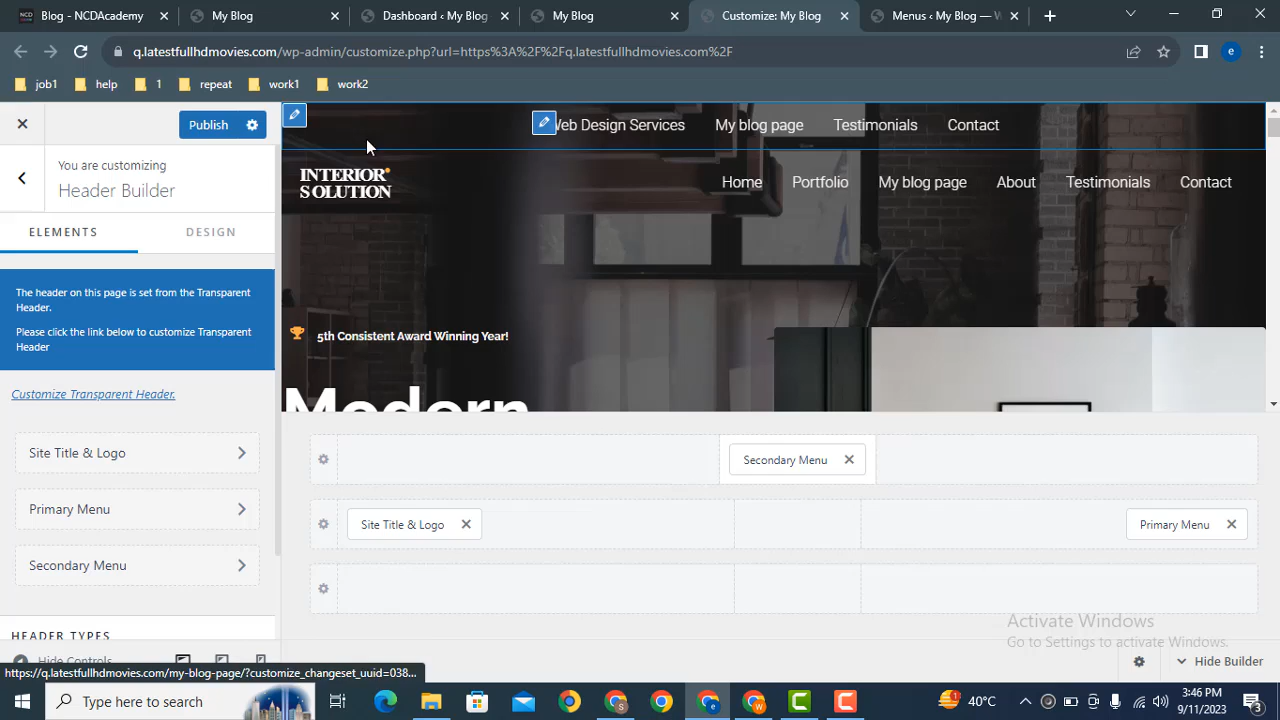 Blog - NCDAcademy
My Blog
Dashboard ‹ My Blog
My Blog
Customize: My Blog
Menus ‹ My Blog — W
q.latestfullhdmovies.com/wp-admin/customize.php?url=https%3A%2F%2Fq.latestfullhdmovies.com%2F
e
job1
help
1
repeat
work1
work2
Publish
You are customizing
Header Builder
ELEMENTS
DESIGN
The header on this page is set from the Transparent
Header.
Please click the link below to customize Transparent
Header
Customize Transparent Header.
Site Title & Logo
Primary Menu
Secondary Menu
HEADER TYPES
Hide Controls
Web Design Services
My blog page
Testimonials
Contact
INTERIOR
SOLUTION
Home
Portfolio
My blog page
About
Testimonials
Contact
5th Consistent Award Winning Year!
Modern
Secondary Menu
Site Title & Logo
Primary Menu
Activate Windows
Go to Settings to activate Windows.
Hide Builder
https://q.latestfullhdmovies.com/my-blog-page/?customize_changeset_uuid=038...
Type here to search
40°C
3:46 PM
9/11/2023